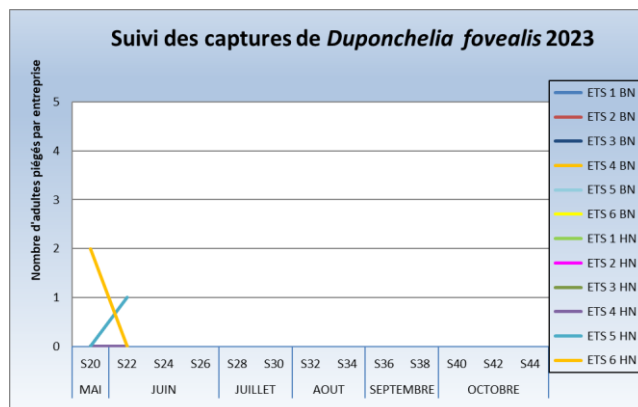 Suivi des captures de Duponchelia fovealis 2023
Nombre d'adultes piégés par entreprise
5
4
3
2
1
0
S20 S22 S24 S26 S28 S30 S32 S34 S36 S38 S40 S42 S44
MAI JUIN JUILLET AOUT SEPTEMBRE OCTOBRE
ETS 1 BN
ETS 2 BN
ETS 3 BN
ETS 4 BN
ETS 5 BN
ETS 6 BN
ETS 1 HN
ETS 2 HN
ETS 3 HN
ETS 4 HN
ETS 5 HN
ETS 6 HN